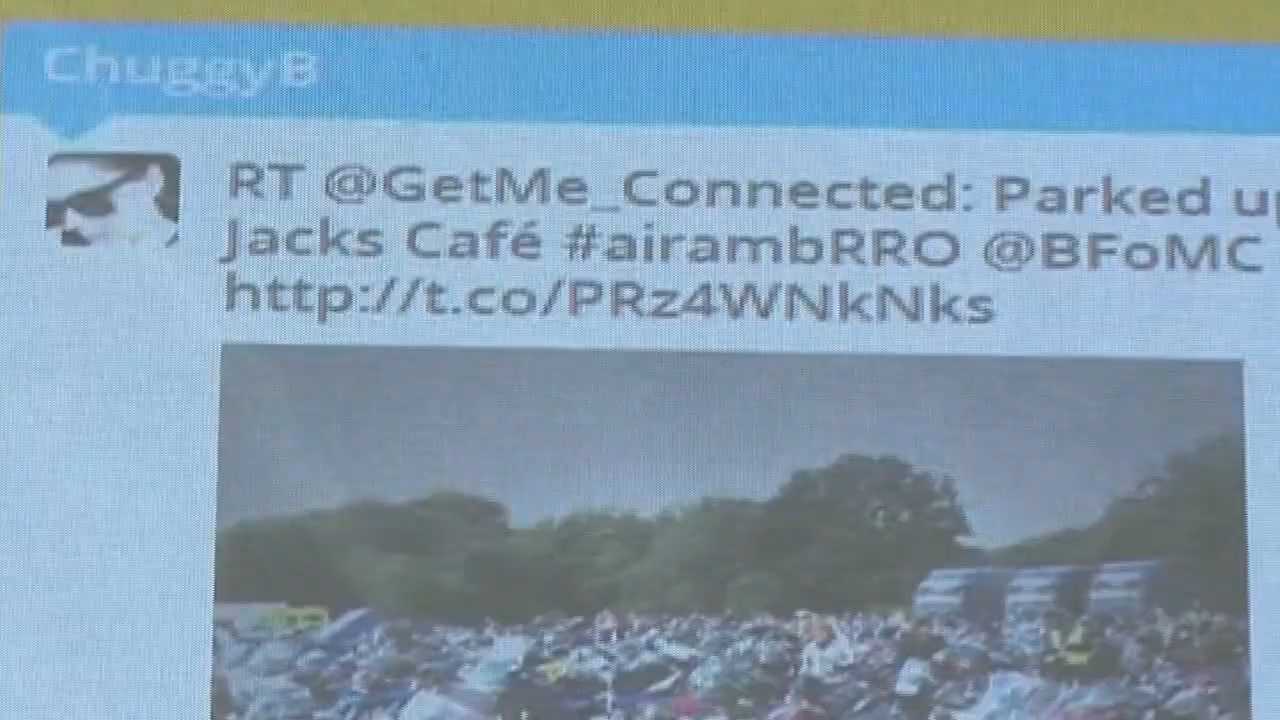 ChuggyB
RT @GetMe_Connected: Parked up
Jacks Café #airambRRO @BFoMC
http://t.co/PRz4WNkNks